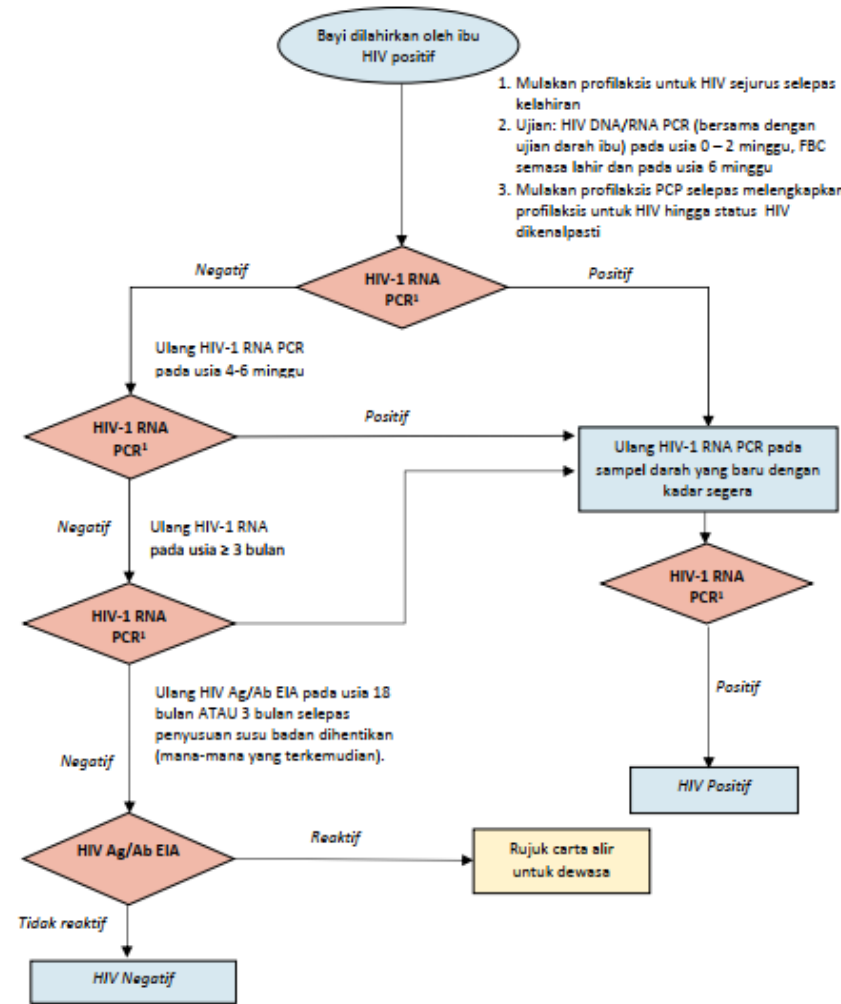 Bayi dilahirkan oleh ibu
HIV positif
1. Mulakan profilaksis untuk HIV sejurus selepas
kelahiran
2. Ujian: HIV DNA/RNA PCR (bersama dengan
ujian darah ibu) pada usia 0 – 2 minggu, FBC
semasa lahir dan pada usia 6 minggu
3. Mulakan profilaksis PCP selepas melengkapkan
profilaksis untuk HIV hingga status HIV
dikenalpasti
Negatif
HIV-1 RNA
PCR¹
Positif
Ulang HIV-1 RNA PCR
pada usia 4-6 minggu
HIV-1 RNA
PCR¹
Positif
Ulang HIV-1 RNA PCR pada
sampel darah yang baru dengan
kadar segera
Negatif
Ulang HIV-1 RNA
pada usia ≥ 3 bulan
HIV-1 RNA
PCR¹
HIV-1 RNA
PCR¹
Ulang HIV Ag/Ab EIA pada usia 18
bulan ATAU 3 bulan selepas
penyusuan susu badan dihentikan
(mana-mana yang terkemudian).
Positif
Negatif
HIV Positif
HIV Ag/Ab EIA
Reaktif
Rujuk carta alir
untuk dewasa
Tidak reaktif
HIV Negatif